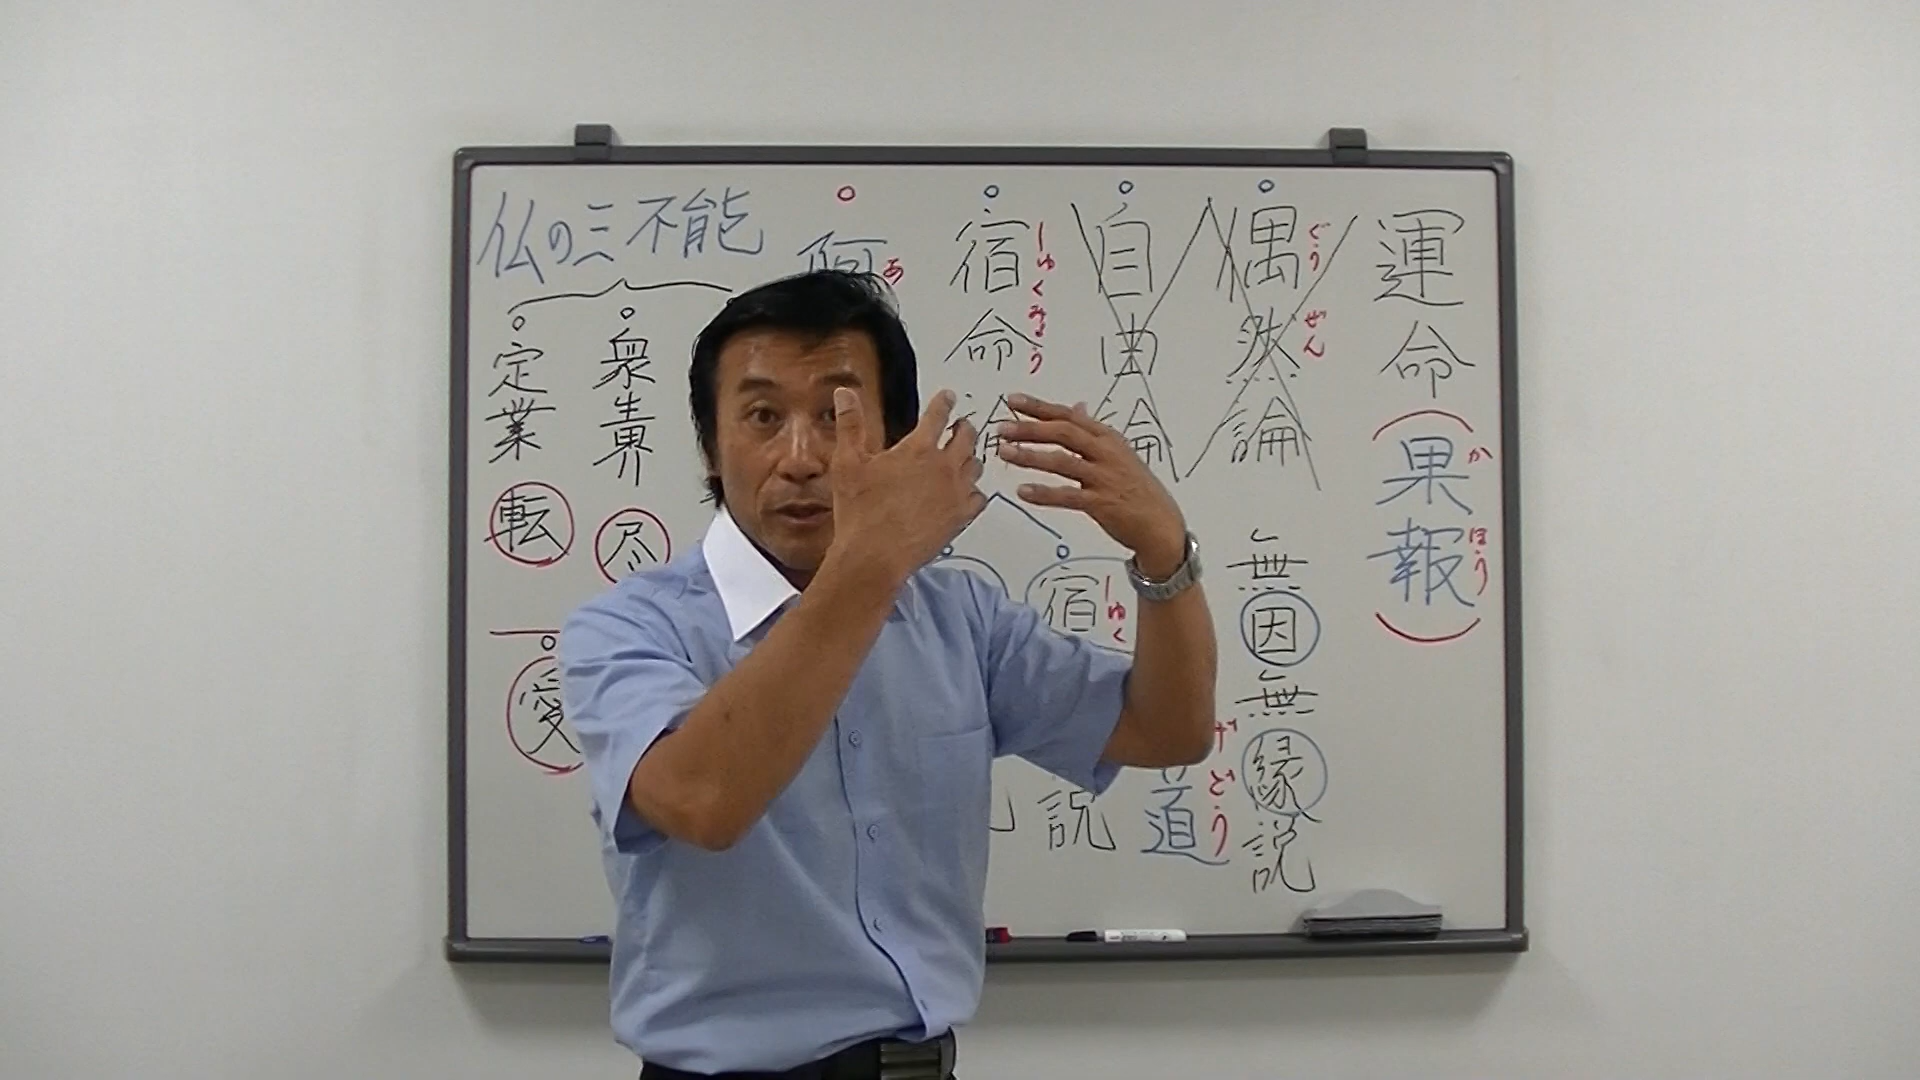 運命(果報)
かほう
偶然論
ぐうぜん
無因無縁説
自由論
道
げどう
宿命論
しゅくみょう
宿
しゅく
説
阿
あ
仏の三不能
衆生界
尽
定業
転
愛